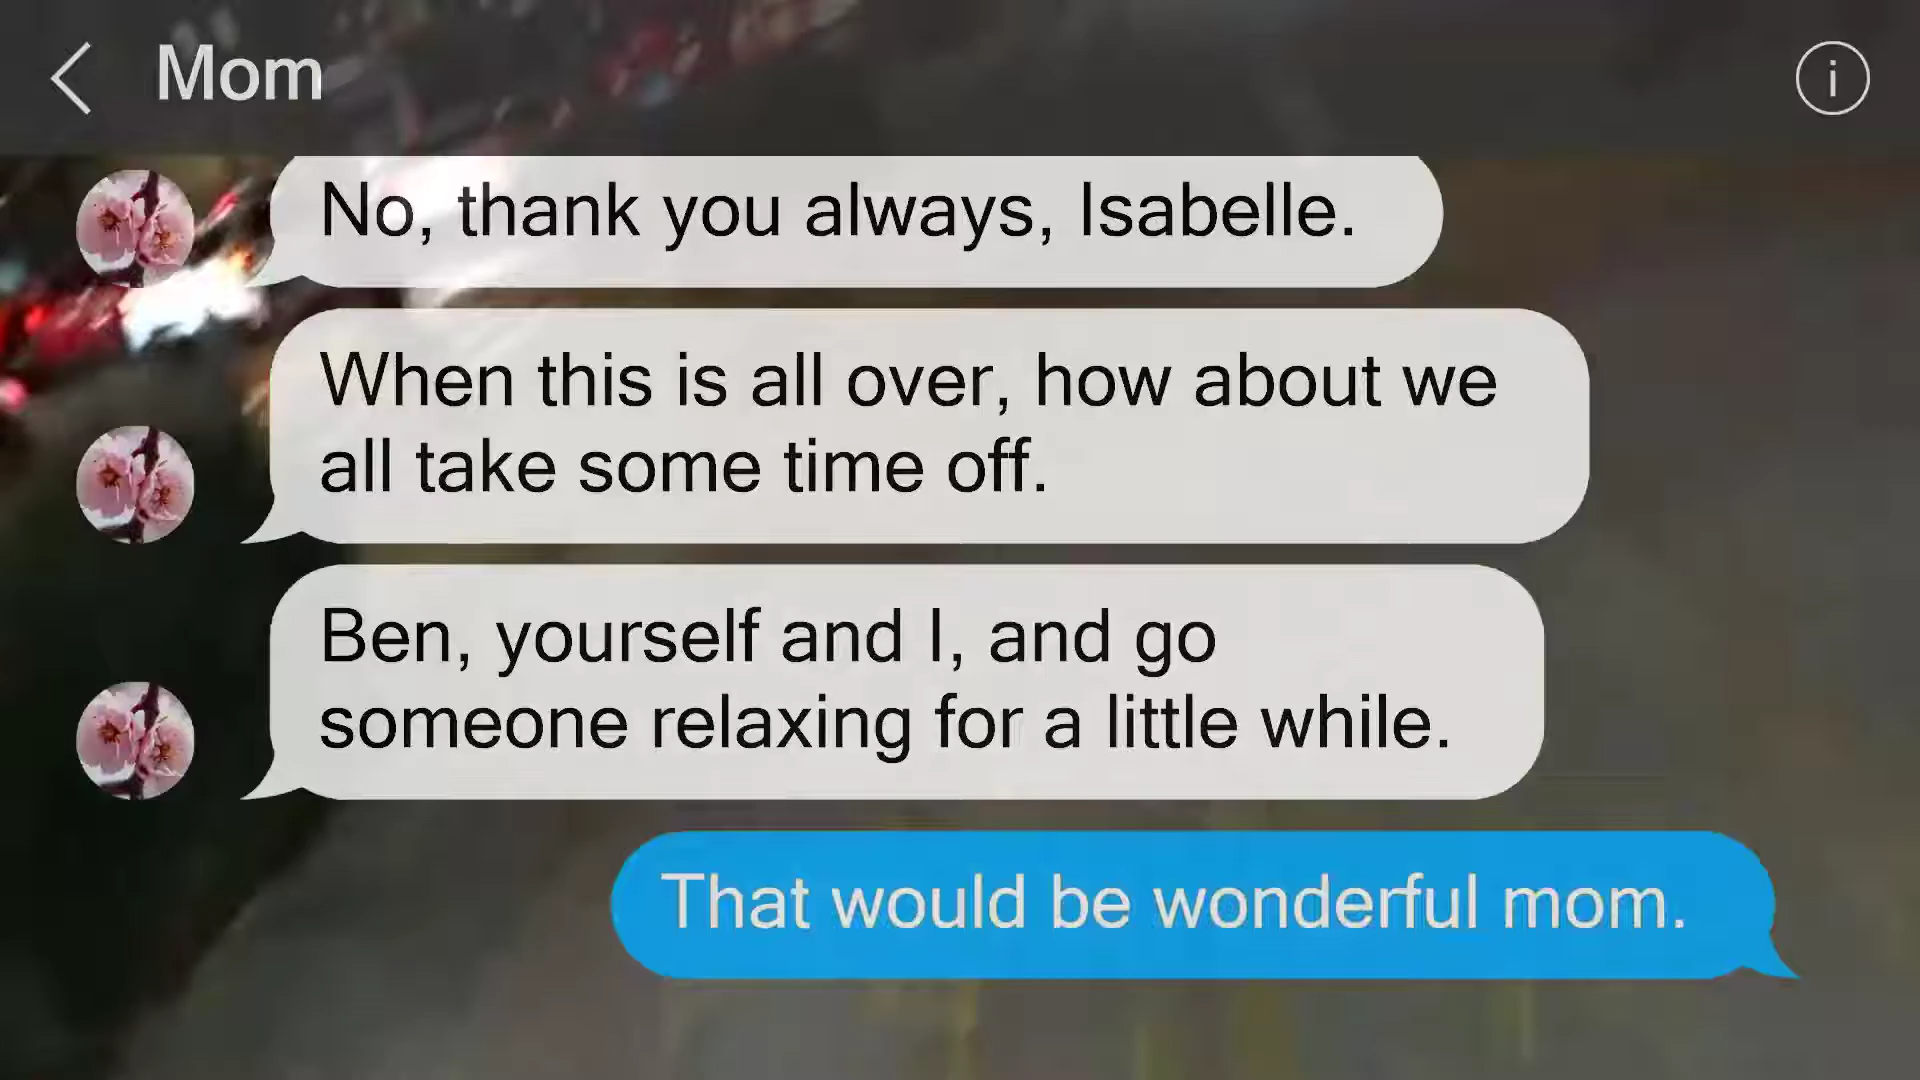 Mom
No, thank you always, Isabelle.
When this is all over, how about we
all take some time off.
Ben, yourself and I, and go
someone relaxing for a little while.
That would be wonderful mom.